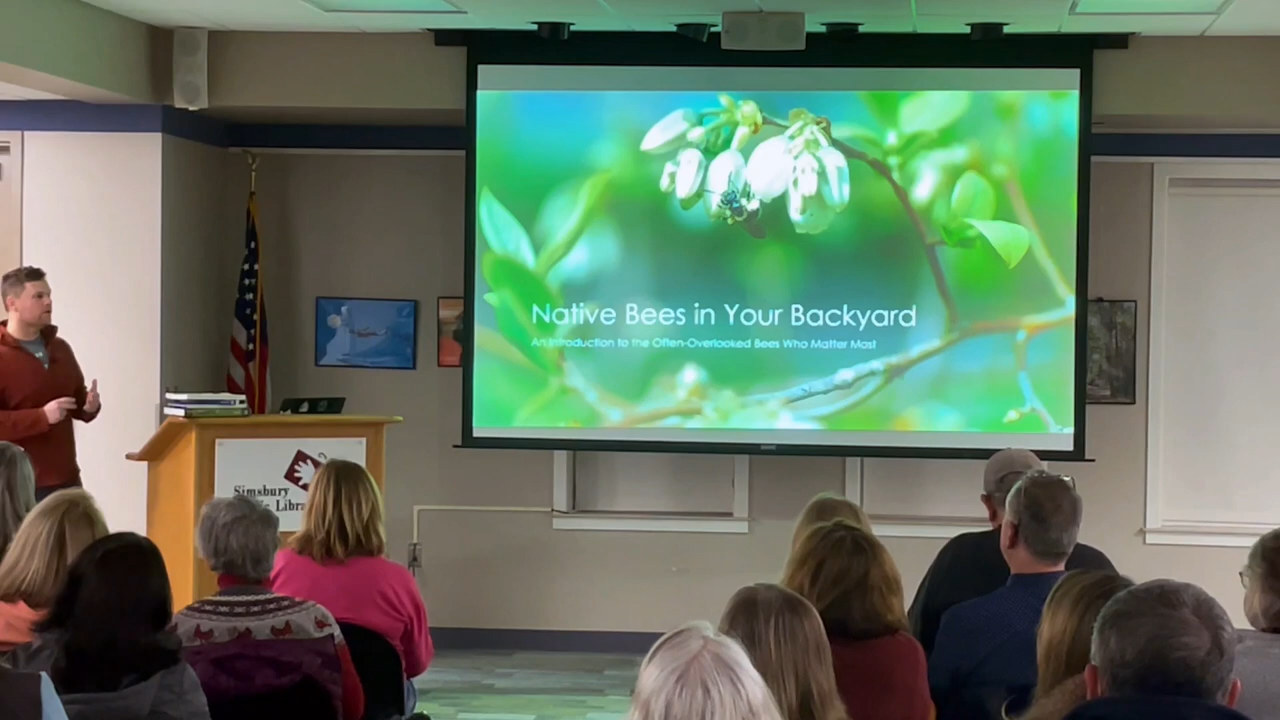 Native Bees in Your Backyard
An Introduction to the Often-Overlooked Bees Who Matter Most
Simsbury
Libra